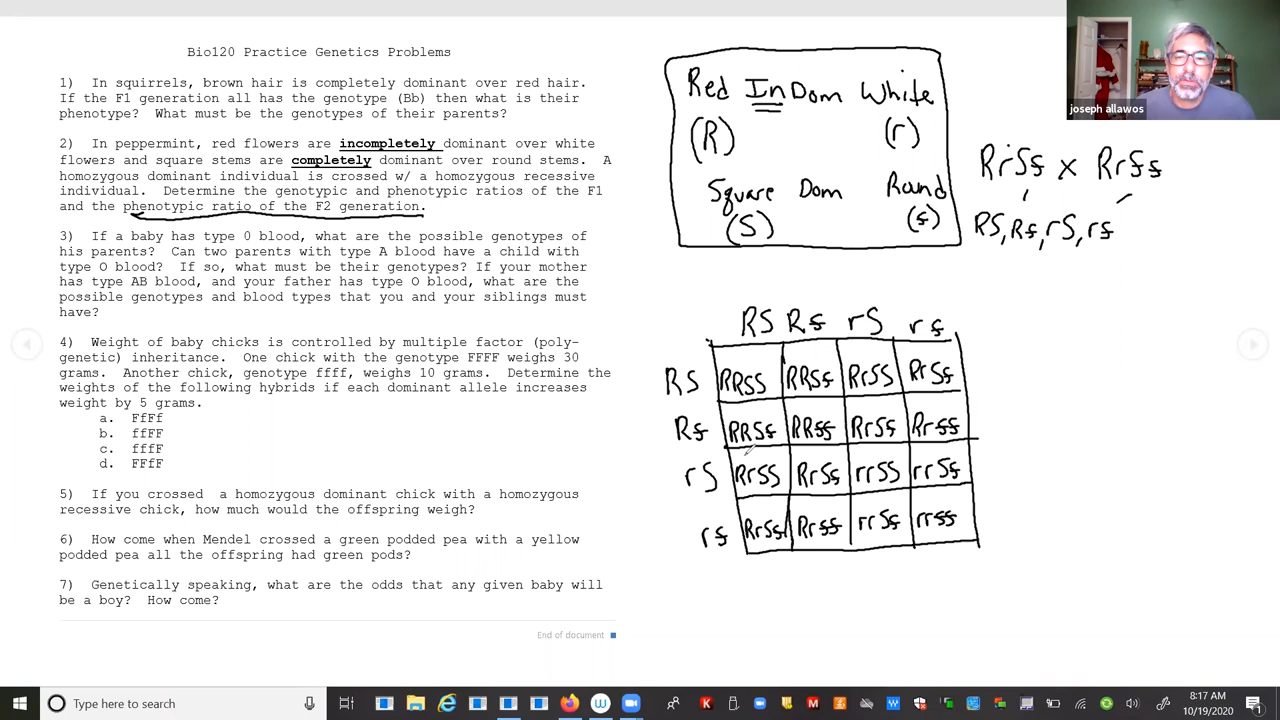 Bio120 Practice Genetics Problems
1) In squirrels, brown hair is completely dominant over red hair.
If the F1 generation all has the genotype (Bb) then what is their
phenotype? What must be the genotypes of their parents?
2) In peppermint, red flowers are incompletely dominant over white
flowers and square stems are completely dominant over round stems. A
homozygous dominant individual is crossed w/ a homozygous recessive
individual. Determine the genotypic and phenotypic ratios of the F1
and the phenotypic ratio of the F2 generation.
3) If a baby has type 0 blood, what are the possible genotypes of
his parents? Can two parents with type A blood have a child with
type O blood? If so, what must be their genotypes? If your mother
has type AB blood, and your father has type O blood, what are the
possible genotypes and blood types that you and your siblings must
have?
4) Weight of baby chicks is controlled by multiple factor (poly-
genetic) inheritance. One chick with the genotype FFFF weighs 30
grams. Another chick, genotype ffff, weighs 10 grams. Determine the
weights of the following hybrids if each dominant allele increases
weight by 5 grams.
a. FfFf
b. ffFF
c. fffF
d. FFfF
5) If you crossed a homozygous dominant chick with a homozygous
recessive chick, how much would the offspring weigh?
6) How come when Mendel crossed a green podded pea with a yellow
podded pea all the offspring had green pods?
7) Genetically speaking, what are the odds that any given baby will
be a boy? How come?
End of document
Red InDom White
(R) (r)
Square Dom Round
(S) (s)
RrSs x RrSs
RS, Rs, rS, rs
RS Rs rS rs
RS RRSS RRSs RrSS RrSs
Rs RRSs RRss RrSs Rrss
rS RrSS RrSs rrSS rrSs
rs RrSs Rrss rrSs rrss
joseph allawos
Type here to search
8:17 AM
10/19/2020